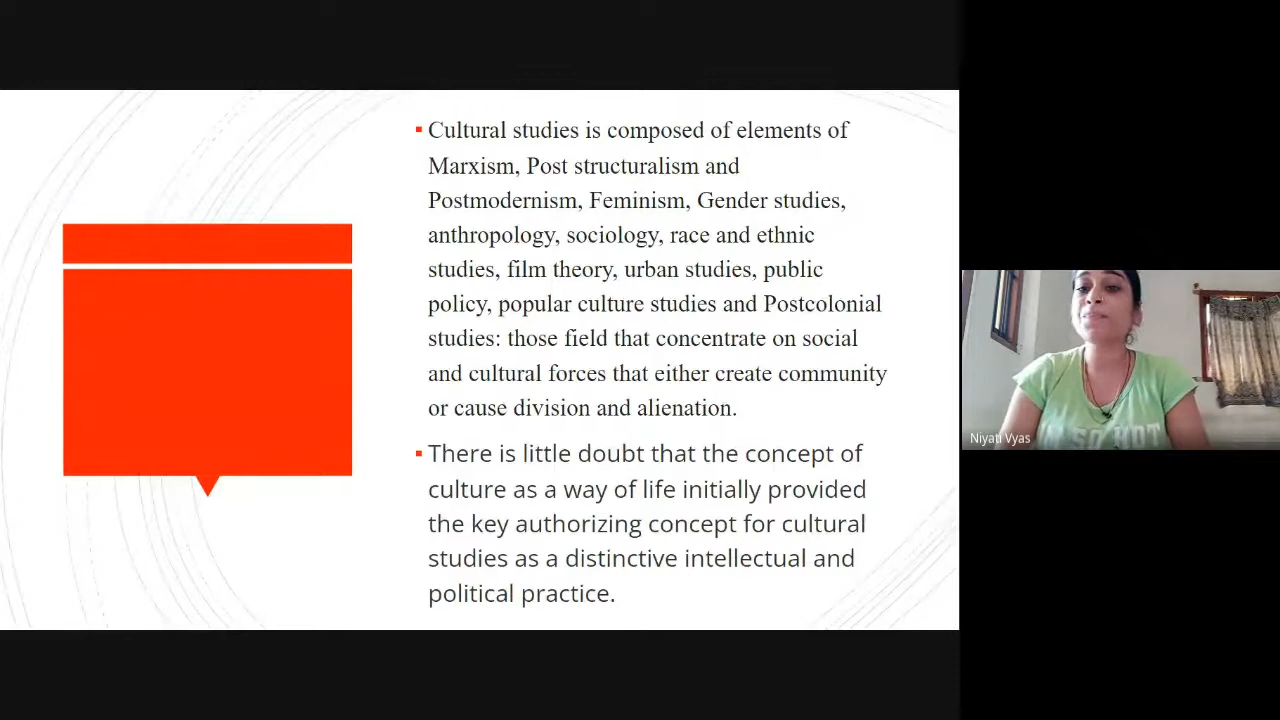 Cultural studies is composed of elements of
Marxism, Post structuralism and
Postmodernism, Feminism, Gender studies,
anthropology, sociology, race and ethnic
studies, film theory, urban studies, public
policy, popular culture studies and Postcolonial
studies: those field that concentrate on social
and cultural forces that either create community
or cause division and alienation.
There is little doubt that the concept of
culture as a way of life initially provided
the key authorizing concept for cultural
studies as a distinctive intellectual and
political practice.
Niyati Vyas
SO HOT